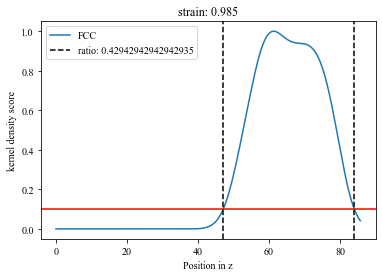 strain: 0.985
FCC
ratio: 0.42942942942942935
1.0
0.8
0.6
0.4
0.2
0.0
kernel density score
0 20 40 60 80
Position in z